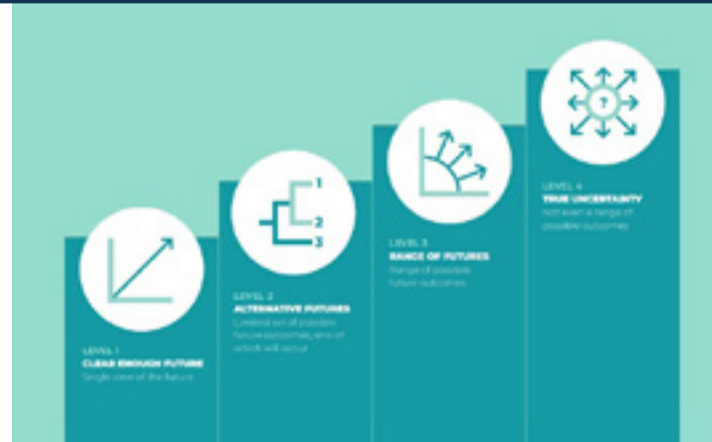 LEVEL 1
CLEAR ENOUGH FUTURE
Single view of the future
1
2
3
LEVEL 2
ALTERNATIVE FUTURES
Limited set of possible
future outcomes, one of
which will occur
LEVEL 3
RANGE OF FUTURES
Range of possible
future outcomes
?
LEVEL 4
TRUE UNCERTAINTY
Not even a range of
possible outcomes